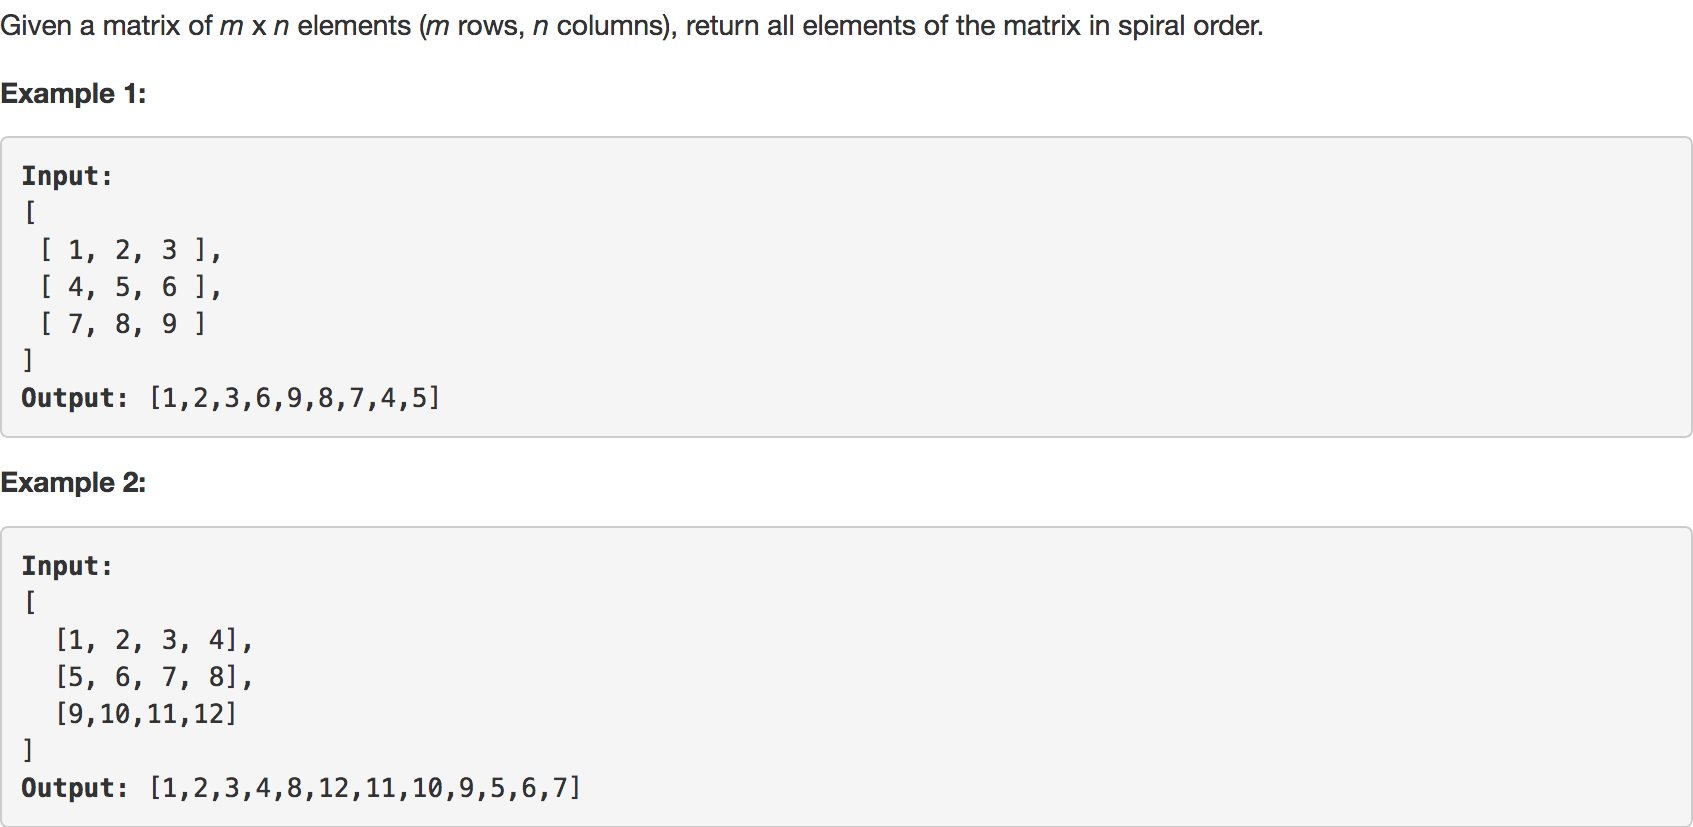 Given a matrix of m x n elements (m rows, n columns), return all elements of the matrix in spiral order.
Example 1:
Input:
[
 [ 1, 2, 3 ],
 [ 4, 5, 6 ],
 [ 7, 8, 9 ]
]
Output: [1,2,3,6,9,8,7,4,5]
Example 2:
Input:
[
  [1, 2, 3, 4],
  [5, 6, 7, 8],
  [9,10,11,12]
]
Output: [1,2,3,4,8,12,11,10,9,5,6,7]